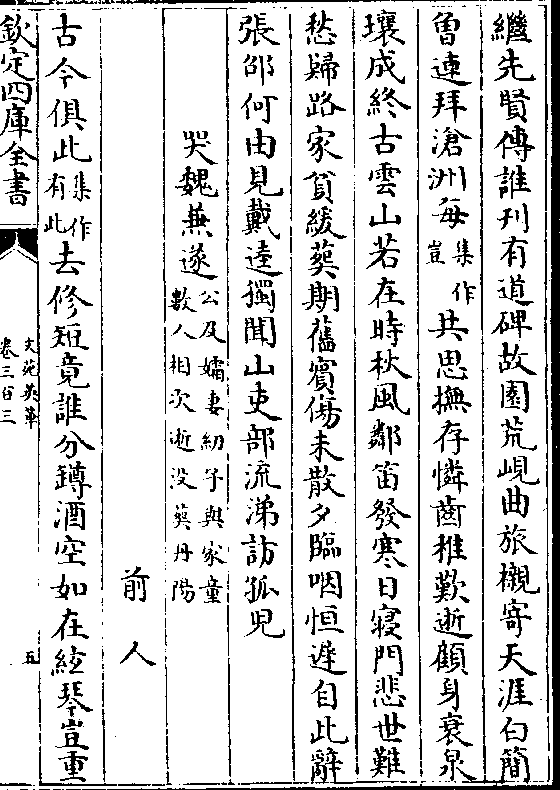 繼先賢傳誰刋有道碑故園荒峴曲旅櫬寄天涯白簡
曾連拜滄洲每集作豈共思撫存憐齒稚歎逝顧身衰泉
壤成終古雲山若在時秋風鄰笛發寒日寢門悲世難
愁歸路家貧緩葬期舊賓傷未散夕臨咽恒遲自此辭
張邵何由見戴逵獨聞山吏部流涕訪孤兒
哭魏兼遂公及孀妻幼子與家童數人相次逝没葬丹陽
前人
古今俱此集作有此去修短竟誰分罇酒空如在絃琴豈重
欽定四庫全書
文苑英華
卷三百三
五